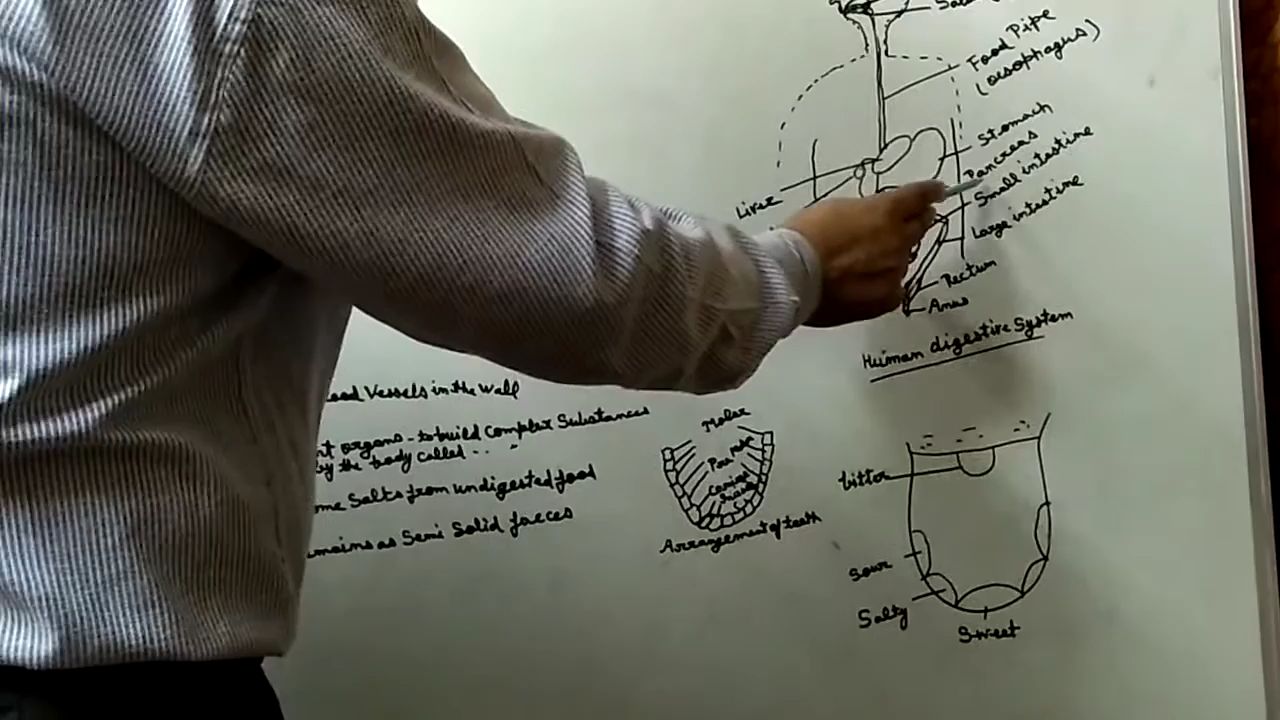 Food Pipe
(oesophagus)
Stomach
Pancreas
Small intestine
Large intestine
Liver
Rectum
Anus
Human digestive System
Vessels in the wall
organs - to build Complex Substances
by the body called - - "
Salts from undigested food
as Semi Solid faeces
Molar
Arrangement of teeth
bitter
Sour
Salty
Sweet